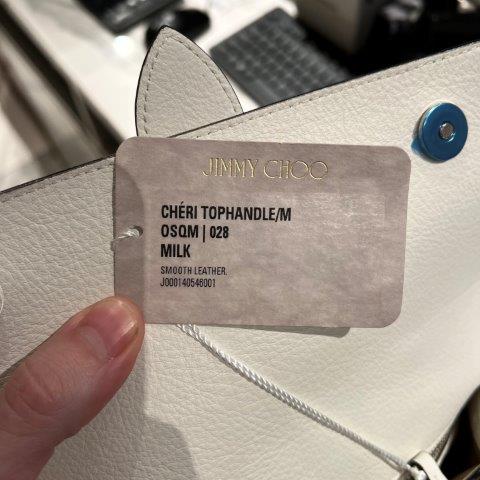 JIMMY CHOO
CHÉRI TOPHANDLE/M
OSQM | 028
MILK
SMOOTH LEATHER.
J000140546001